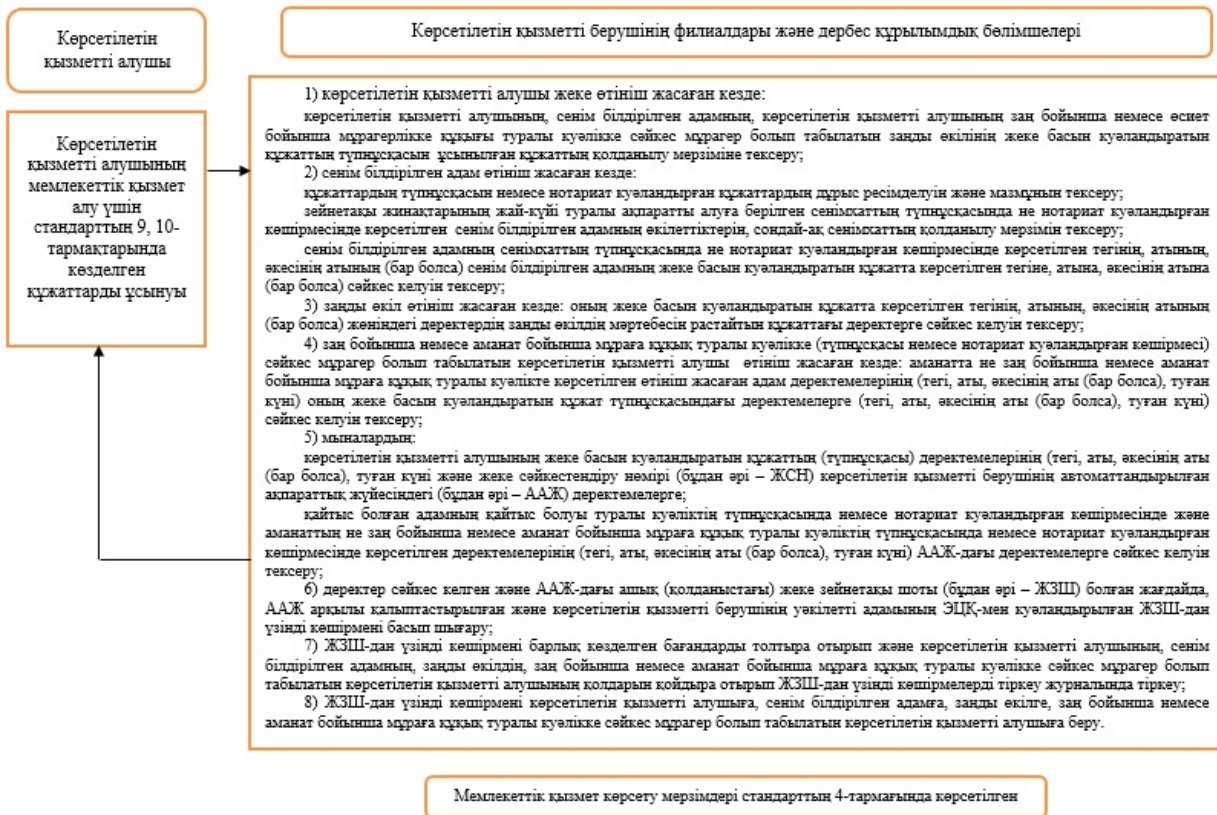 Көрсетілетін
қызметті алушы
Көрсетілетін қызметті берушінің филиалдары және дербес құрылымдық бөлімшелері
Көрсетілетін
қызметті алушының
мемлекеттік қызмет
алу үшін
стандарттың 9, 10-
тармақтарында
көзделген
құжаттарды ұсынуы
1) көрсетілетін қызметті алушы жеке өтініш жасаған кезде:
көрсетілетін қызметті алушының, сенім білдірілген адамның, көрсетілетін қызметті алушының заң бойынша немесе өсиет
бойынша мұрагерлікке құқығы туралы куәлікке сәйкес мұрагер болып табылатын заңды өкілінің жеке басын куәландыратын
құжаттың түпнұсқасын ұсынылған құжаттың қолданылу мерзіміне тексеру;
2) сенім білдірілген адам өтініш жасаған кезде:
құжаттардың түпнұсқасын немесе нотариат куәландырған құжаттардың дұрыс ресімделуін және мазмұнын тексеру;
зейнетақы жинақтарының жай-күйі туралы ақпаратты алуға берілген сенімхаттың түпнұсқасында не нотариат куәландырған
көшірмесінде көрсетілген сенім білдірілген адамның өкілеттіктерін, сондай-ақ сенімхаттың қолданылу мерзімін тексеру;
сенім білдірілген адамның сенімхаттың түпнұсқасында не нотариат куәландырған көшірмесінде көрсетілген тегінің, атының,
әкесінің атының (бар болса) сенім білдірілген адамның жеке басын куәландыратын құжатта көрсетілген тегіне, атына, әкесінің атына
(бар болса) сәйкес келуін тексеру;
3) заңды өкіл өтініш жасаған кезде: оның жеке басын куәландыратын құжатта көрсетілген тегінің, атының, әкесінің атының
(бар болса) жөніндегі деректердің заңды өкілдің мәртебесін растайтын құжаттағы деректерге сәйкес келуін тексеру;
4) заң бойынша немесе аманат бойынша мұраға құқық туралы куәлікке (түпнұсқасы немесе нотариат куәландырған көшірмесі)
сәйкес мұрагер болып табылатын көрсетілетін қызметті алушы өтініш жасаған кезде: аманатта не заң бойынша немесе аманат
бойынша мұраға құқық туралы куәлікте көрсетілген өтініш жасаған адам деректемелерінің (тегі, аты, әкесінің аты (бар болса), туған
күні) оның жеке басын куәландыратын құжат түпнұсқасындағы деректемелерге (тегі, аты, әкесінің аты (бар болса), туған күні)
сәйкес келуін тексеру;
5) мыналардың:
көрсетілетін қызметті алушының жеке басын куәландыратын құжаттың (түпнұсқасы) деректемелерінің (тегі, аты, әкесінің аты
(бар болса), туған күні және жеке сәйкестендіру нөмірі (бұдан әрі – ЖСН) көрсетілетін қызметті берушінің автоматтандырылған
ақпараттық жүйесіндегі (бұдан әрі – ААЖ) деректемелерге;
қайтыс болған адамның қайтыс болуы туралы куәліктің түпнұсқасында немесе нотариат куәландырған көшірмесінде және
аманаттың не заң бойынша немесе аманат бойынша мұраға құқық туралы куәліктің түпнұсқасында немесе нотариат куәландырған
көшірмесінде көрсетілген деректемелерінің (тегі, аты, әкесінің аты (бар болса), туған күні) ААЖ-дағы деректемелерге сәйкес келуін
тексеру;
6) деректер сәйкес келген және ААЖ-дағы ашық (қолданыстағы) жеке зейнетақы шоты (бұдан әрі – ЖЗШ) болған жағдайда,
ААЖ арқылы қалыптастырылған және көрсетілетін қызметті берушінің уәкілетті адамының ЭЦҚ-мен куәландырылған ЖЗШ-дан
үзінді көшірмені басып шығару;
7) ЖЗШ-дан үзінді көшірмені барлық көзделген бағандарды толтыра отырып және көрсетілетін қызметті алушының, сенім
білдірілген адамның, заңды өкілдің, заң бойынша немесе аманат бойынша мұраға құқық туралы куәлікке сәйкес мұрагер болып
табылатын көрсетілетін қызметті алушының қолдарын қойдыра отырып ЖЗШ-дан үзінді көшірмелерді тіркеу журналында тіркеу;
8) ЖЗШ-дан үзінді көшірмені көрсетілетін қызметті алушыға, сенім білдірілген адамға, заңды өкілге, заң бойынша немесе
аманат бойынша мұраға құқық туралы куәлікке сәйкес мұрагер болып табылатын көрсетілетін қызметті алушыға беру.
Мемлекеттік қызмет көрсету мерзімдері стандарттың 4-тармағында көрсетілген